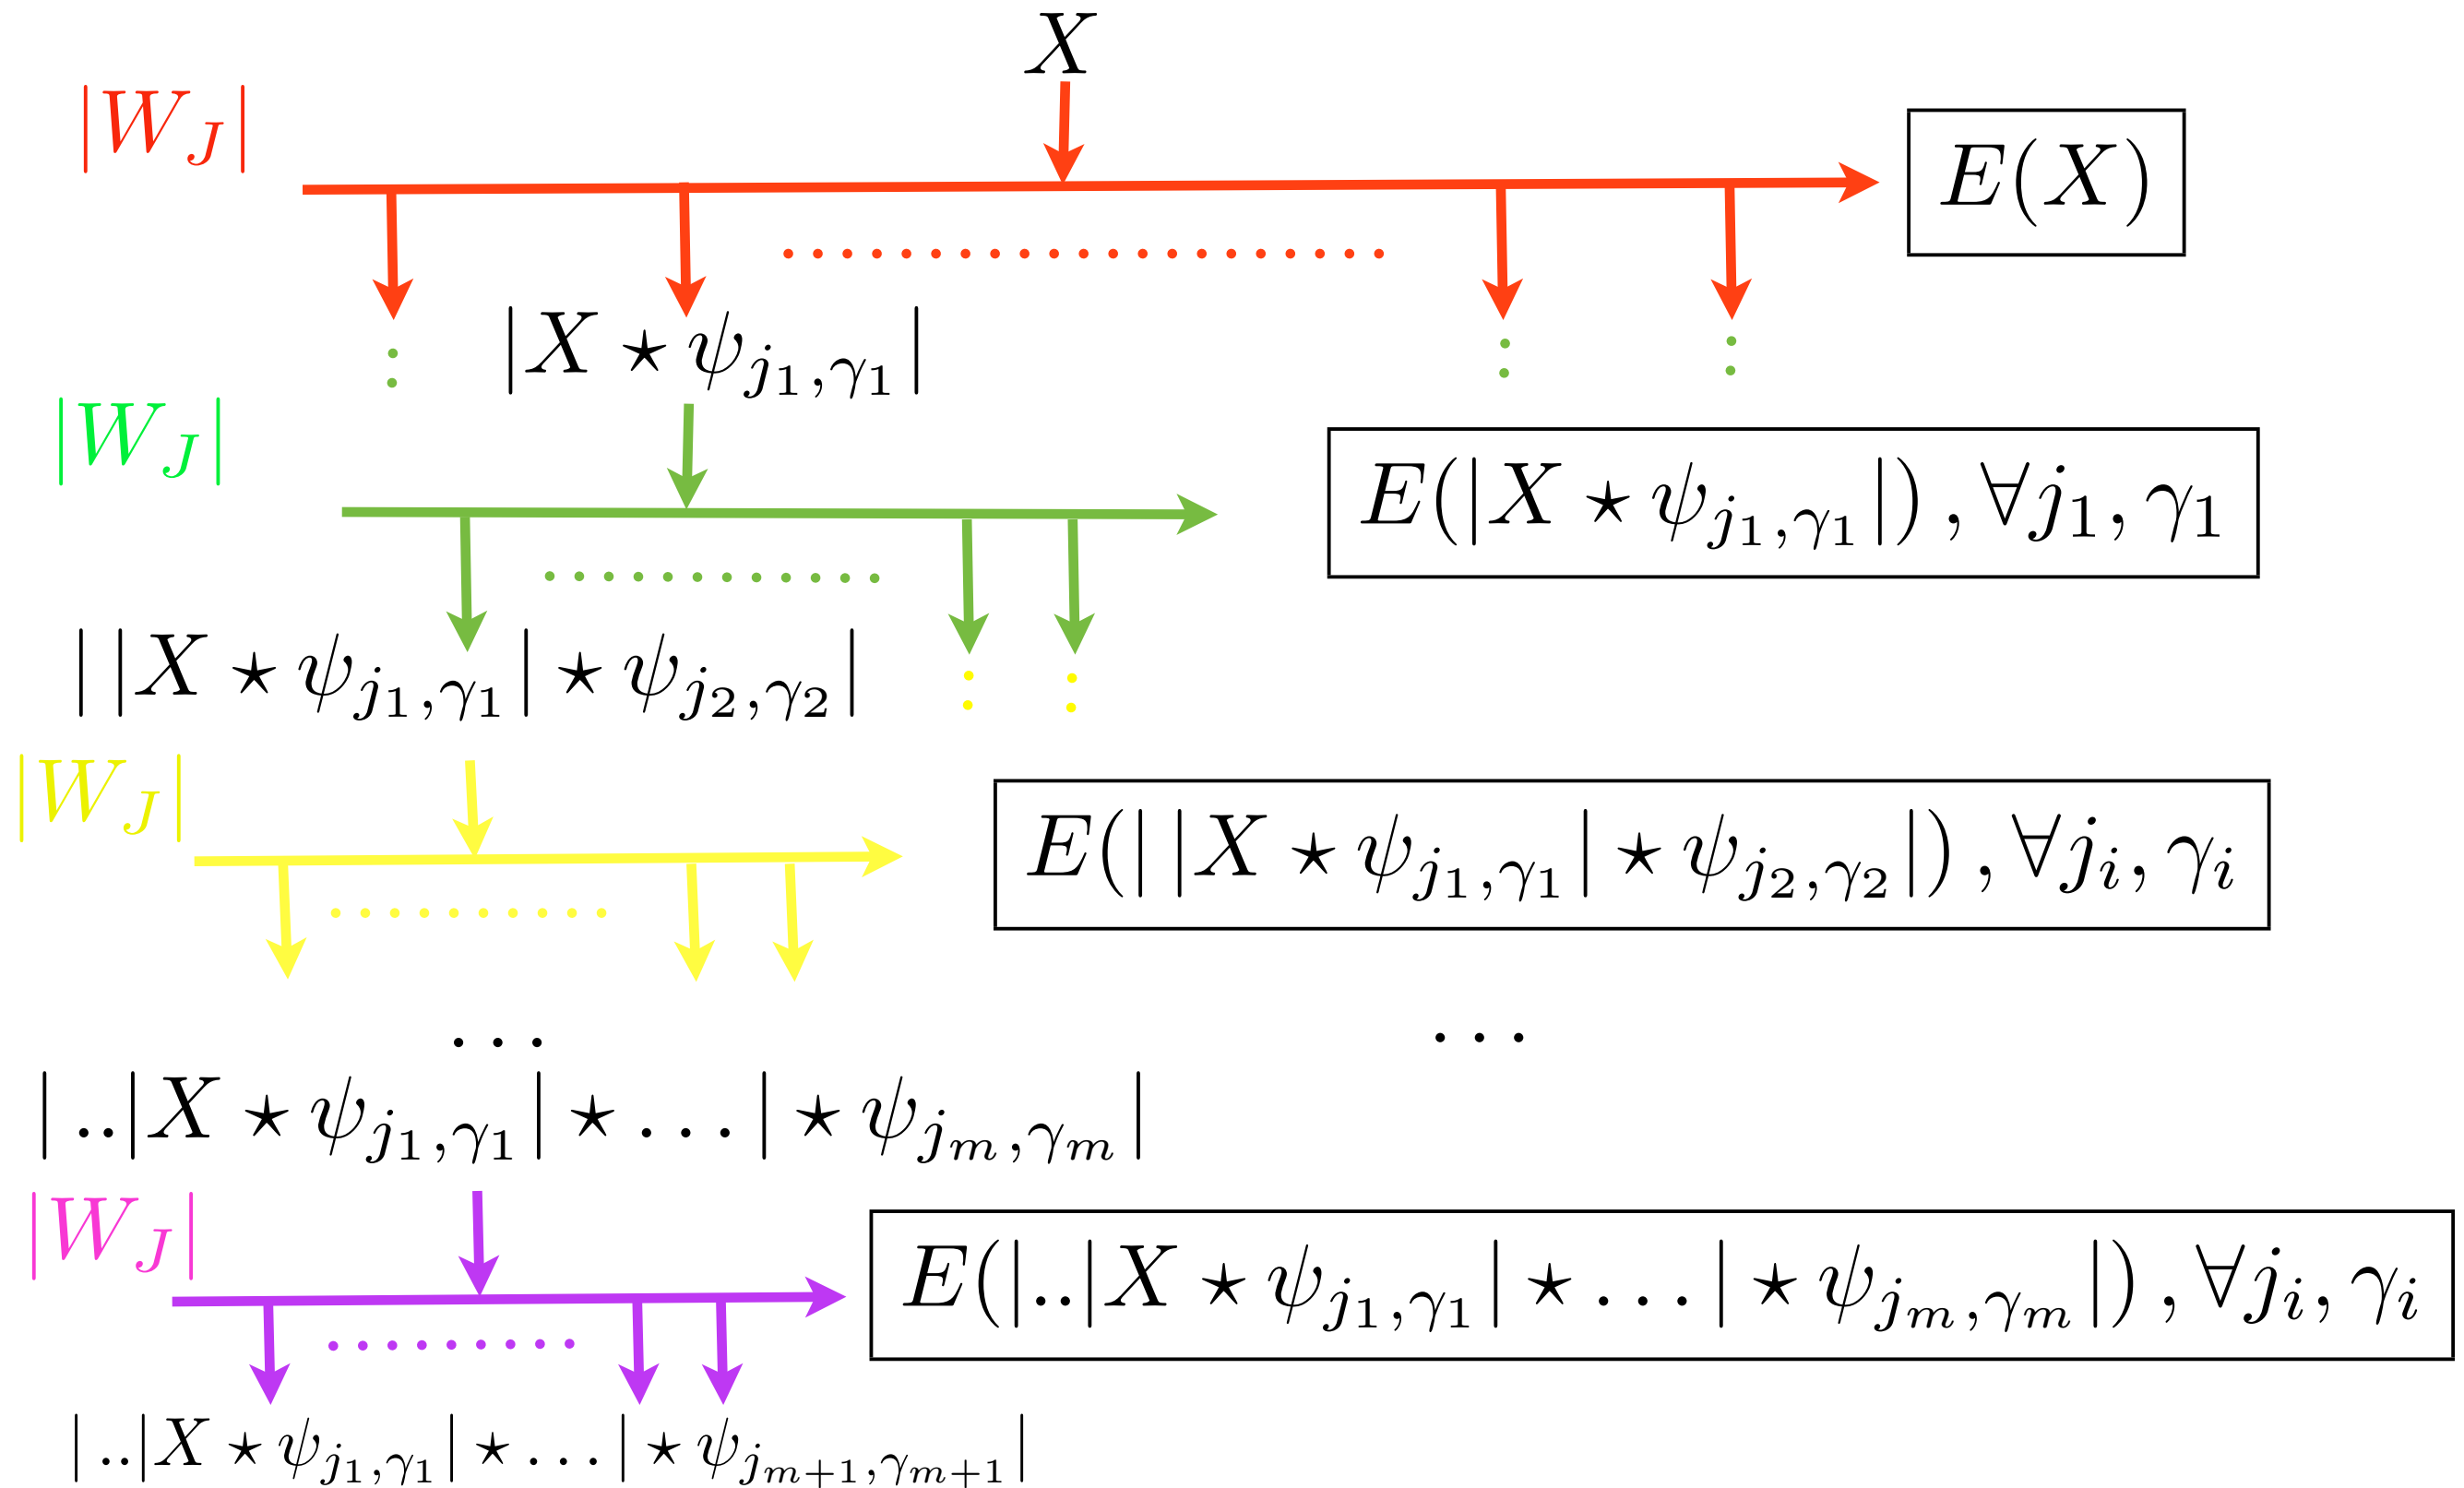 X
|W_J|
E(X)
|X ⋆ ψ_{j_1,γ_1}|
|W_J|
E(|X ⋆ ψ_{j_1,γ_1}|) , ∀j_1, γ_1
| |X ⋆ ψ_{j_1,γ_1}| ⋆ ψ_{j_2,γ_2}|
|W_J|
E(| |X ⋆ ψ_{j_1,γ_1}| ⋆ ψ_{j_2,γ_2}|) , ∀j_i, γ_i
... ...
|..|X ⋆ ψ_{j_1,γ_1}| ⋆ ...| ⋆ ψ_{j_m,γ_m}|
|W_J|
E(|..|X ⋆ ψ_{j_1,γ_1}| ⋆ ...| ⋆ ψ_{j_m,γ_m}|) , ∀j_i, γ_i
|..|X ⋆ ψ_{j_1,γ_1}| ⋆ ...| ⋆ ψ_{j_{m+1},γ_{m+1}}|